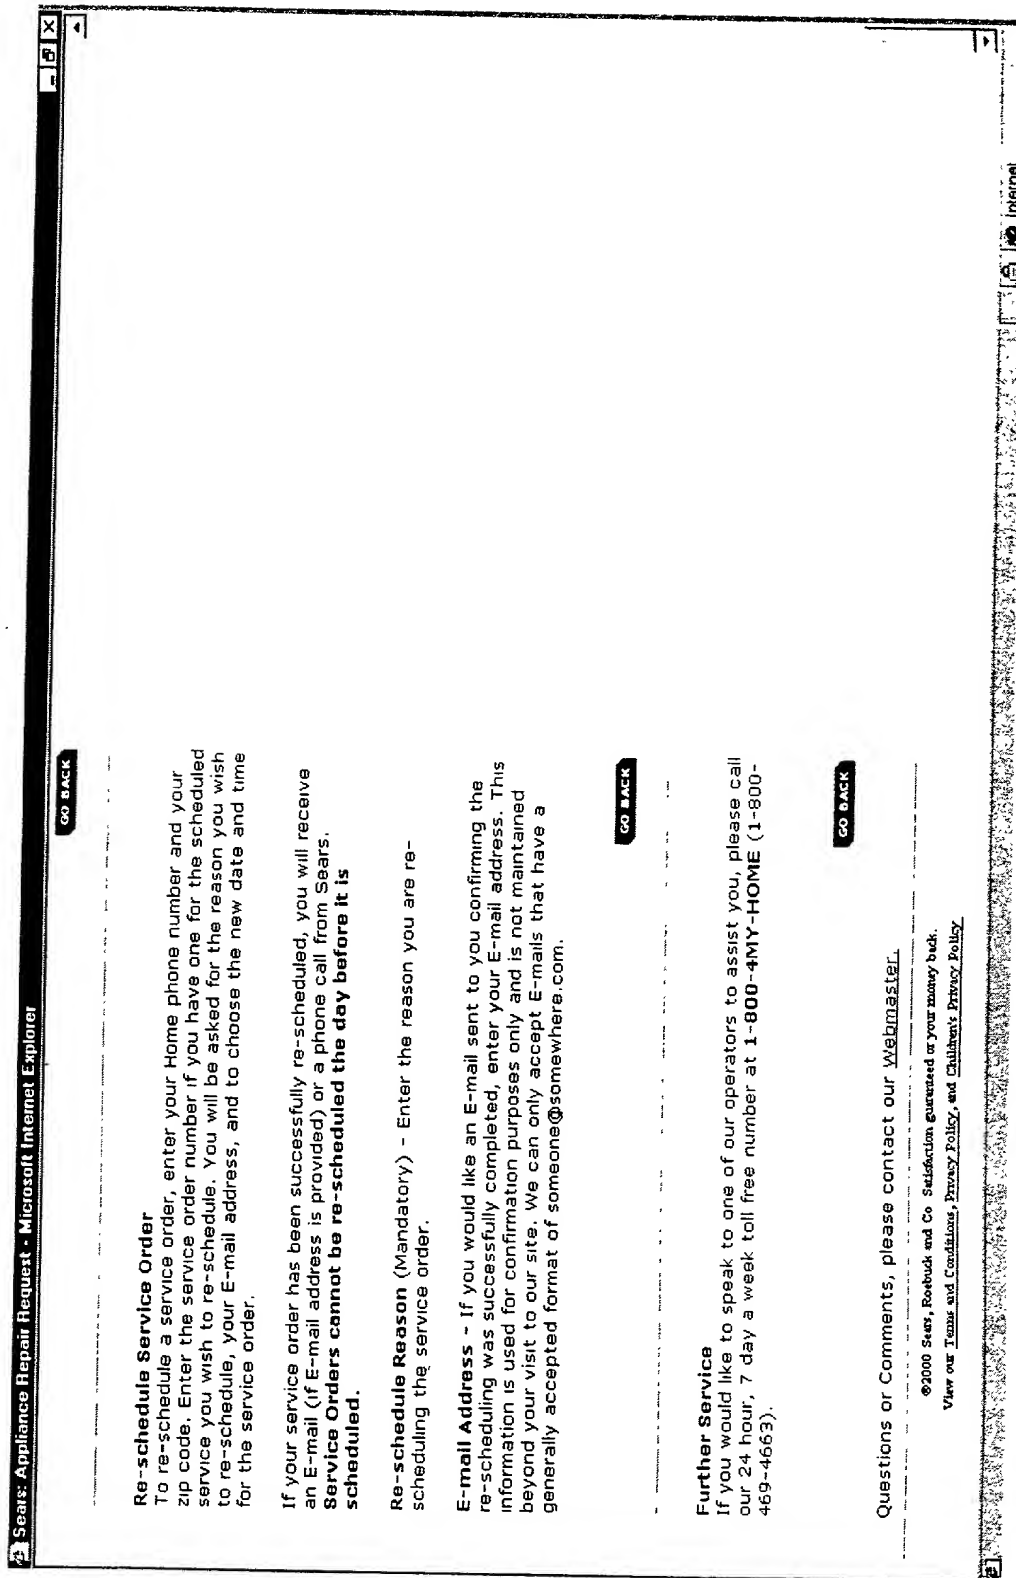 Sears: Appliance Repair Request - Microsoft Internet Explorer
GO BACK
Re-schedule Service Order
To re-schedule a service order, enter your Home phone number and your
zip code. Enter the service order number if you have one for the scheduled
service you wish to re-schedule. You will be asked for the reason you wish
to re-schedule, your E-mail address, and to choose the new date and time
for the service order.
If your service order has been successfully re-scheduled, you will receive
an E-mail (if E-mail address is provided) or a phone call from Sears.
Service Orders cannot be re-scheduled the day before it is
scheduled.
Re-schedule Reason (Mandatory) - Enter the reason you are re-
scheduling the service order.
E-mail Address - If you would like an E-mail sent to you confirming the
re-scheduling was successfully completed, enter your E-mail address. This
information is used for confirmation purposes only and is not maintained
beyond your visit to our site. We can only accept E-mails that have a
generally accepted format of someone@somewhere.com.
GO BACK
Further Service
If you would like to speak to one of our operators to assist you, please call
our 24 hour, 7 day a week toll free number at 1-800-4MY-HOME (1-800-
469-4663).
GO BACK
Questions or Comments, please contact our Webmaster.
©2000 Sears, Roebuck and Co Satisfaction guaranteed or your money back.
View our Terms and Conditions, Privacy Policy, and Children's Privacy Policy
Internet